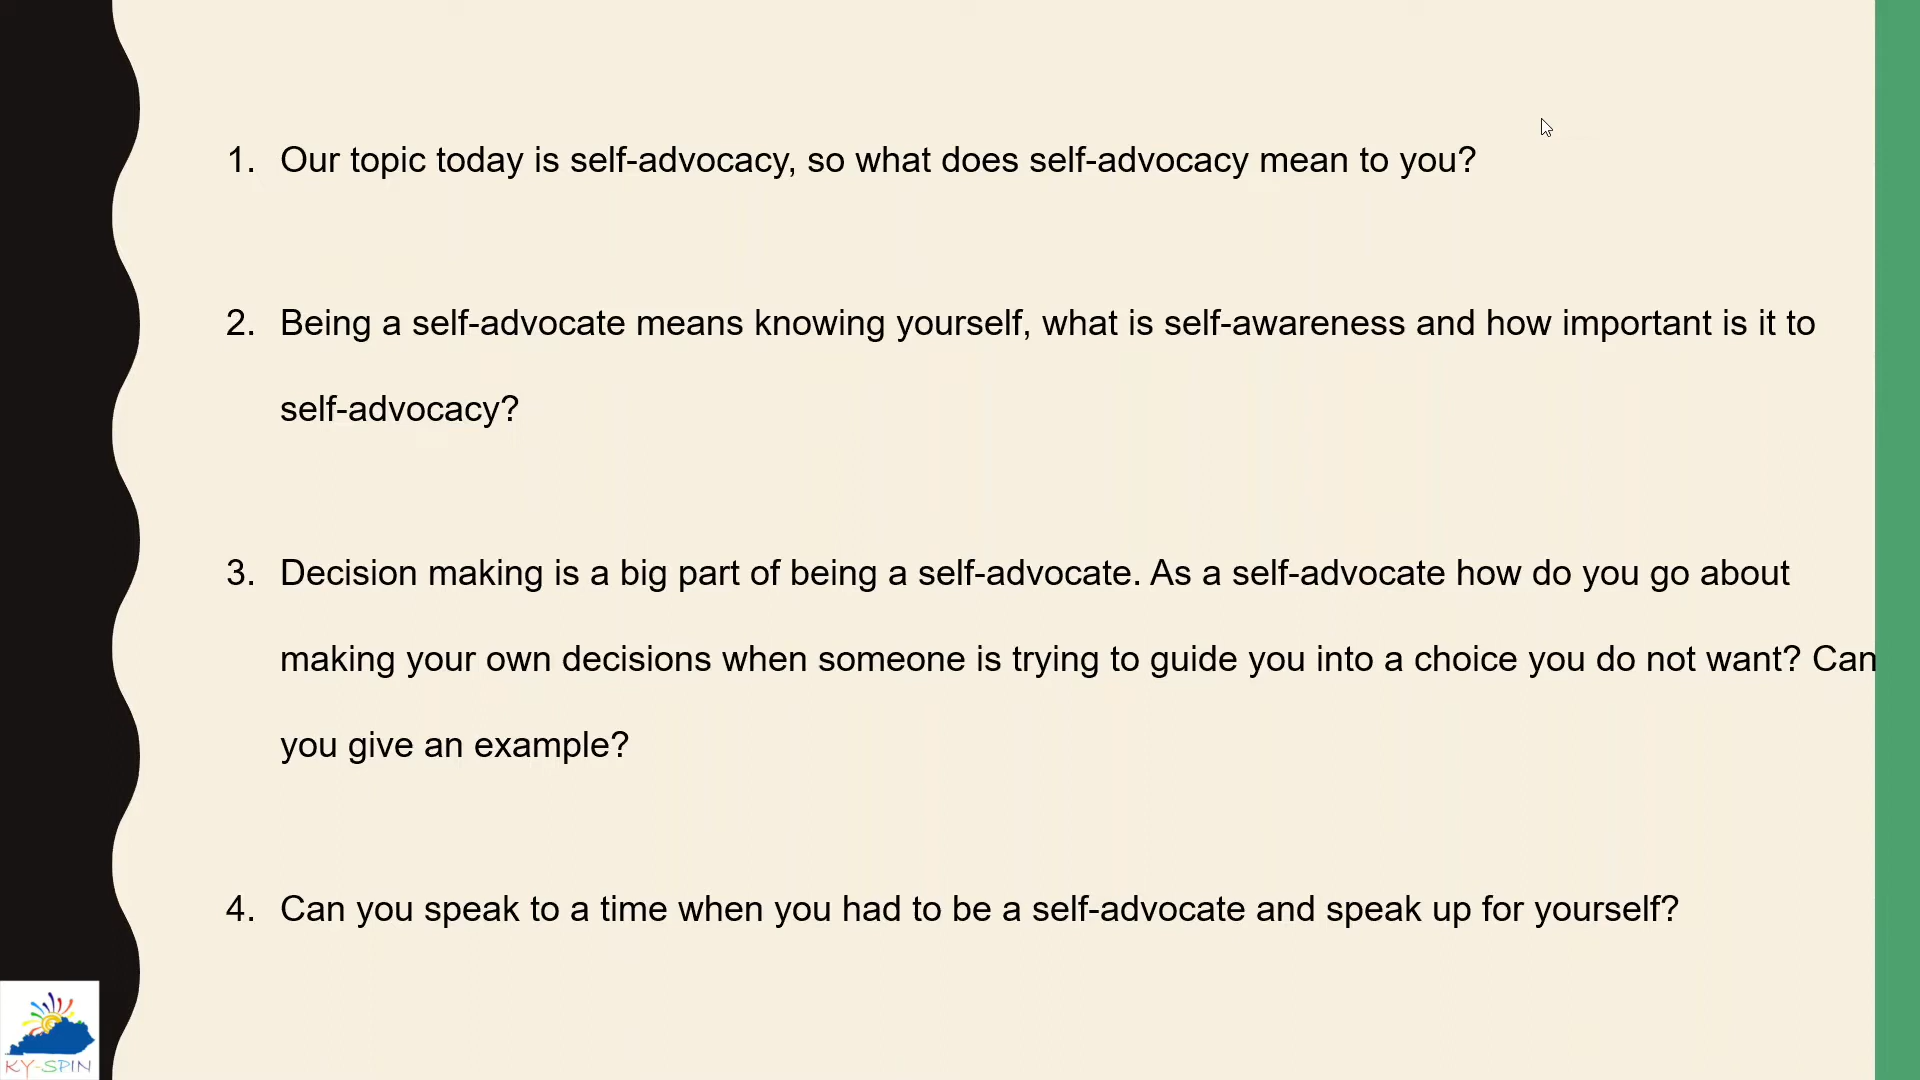 1. Our topic today is self-advocacy, so what does self-advocacy mean to you?
2. Being a self-advocate means knowing yourself, what is self-awareness and how important is it to
self-advocacy?
3. Decision making is a big part of being a self-advocate. As a self-advocate how do you go about
making your own decisions when someone is trying to guide you into a choice you do not want? Can
you give an example?
4. Can you speak to a time when you had to be a self-advocate and speak up for yourself?
KY-SPIN